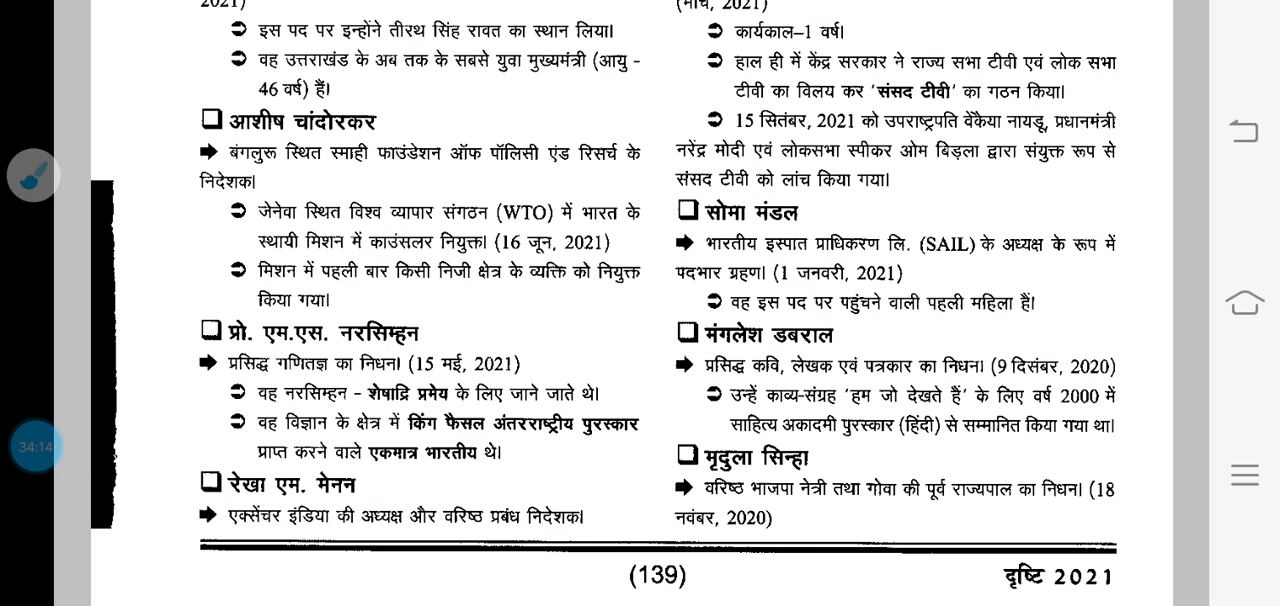 2021)
➲ इस पद पर इन्होंने तीरथ सिंह रावत का स्थान लिया।
➲ वह उत्तराखंड के अब तक के सबसे युवा मुख्यमंत्री (आयु -
46 वर्ष) हैं।
❑ आशीष चांदोरकर
➡ बंगलुरू स्थित स्माही फाउंडेशन ऑफ पॉलिसी एंड रिसर्च के
निदेशक।
➲ जेनेवा स्थित विश्व व्यापार संगठन (WTO) में भारत के
स्थायी मिशन में काउंसलर नियुक्त। (16 जून, 2021)
➲ मिशन में पहली बार किसी निजी क्षेत्र के व्यक्ति को नियुक्त
किया गया।
❑ प्रो. एम.एस. नरसिम्हन
➡ प्रसिद्ध गणितज्ञ का निधन। (15 मई, 2021)
➲ वह नरसिम्हन - शेषाद्रि प्रमेय के लिए जाने जाते थे।
➲ वह विज्ञान के क्षेत्र में किंग फैसल अंतरराष्ट्रीय पुरस्कार
प्राप्त करने वाले एकमात्र भारतीय थे।
❑ रेखा एम. मेनन
➡ एक्सेंचर इंडिया की अध्यक्ष और वरिष्ठ प्रबंध निदेशक।
(मार्च, 2021)
➲ कार्यकाल–1 वर्ष।
➲ हाल ही में केंद्र सरकार ने राज्य सभा टीवी एवं लोक सभा
टीवी का विलय कर 'संसद टीवी' का गठन किया।
➲ 15 सितंबर, 2021 को उपराष्ट्रपति वेंकैया नायडू, प्रधानमंत्री
नरेंद्र मोदी एवं लोकसभा स्पीकर ओम बिड़ला द्वारा संयुक्त रूप से
संसद टीवी को लांच किया गया।
❑ सोमा मंडल
➡ भारतीय इस्पात प्राधिकरण लि. (SAIL) के अध्यक्ष के रूप में
पदभार ग्रहण। (1 जनवरी, 2021)
➲ वह इस पद पर पहुंचने वाली पहली महिला हैं।
❑ मंगलेश डबराल
➡ प्रसिद्ध कवि, लेखक एवं पत्रकार का निधन। (9 दिसंबर, 2020)
➲ उन्हें काव्य-संग्रह 'हम जो देखते हैं' के लिए वर्ष 2000 में
साहित्य अकादमी पुरस्कार (हिंदी) से सम्मानित किया गया था।
❑ मृदुला सिन्हा
➡ वरिष्ठ भाजपा नेत्री तथा गोवा की पूर्व राज्यपाल का निधन। (18
नवंबर, 2020)
(139)
दृष्टि 2021
34:14